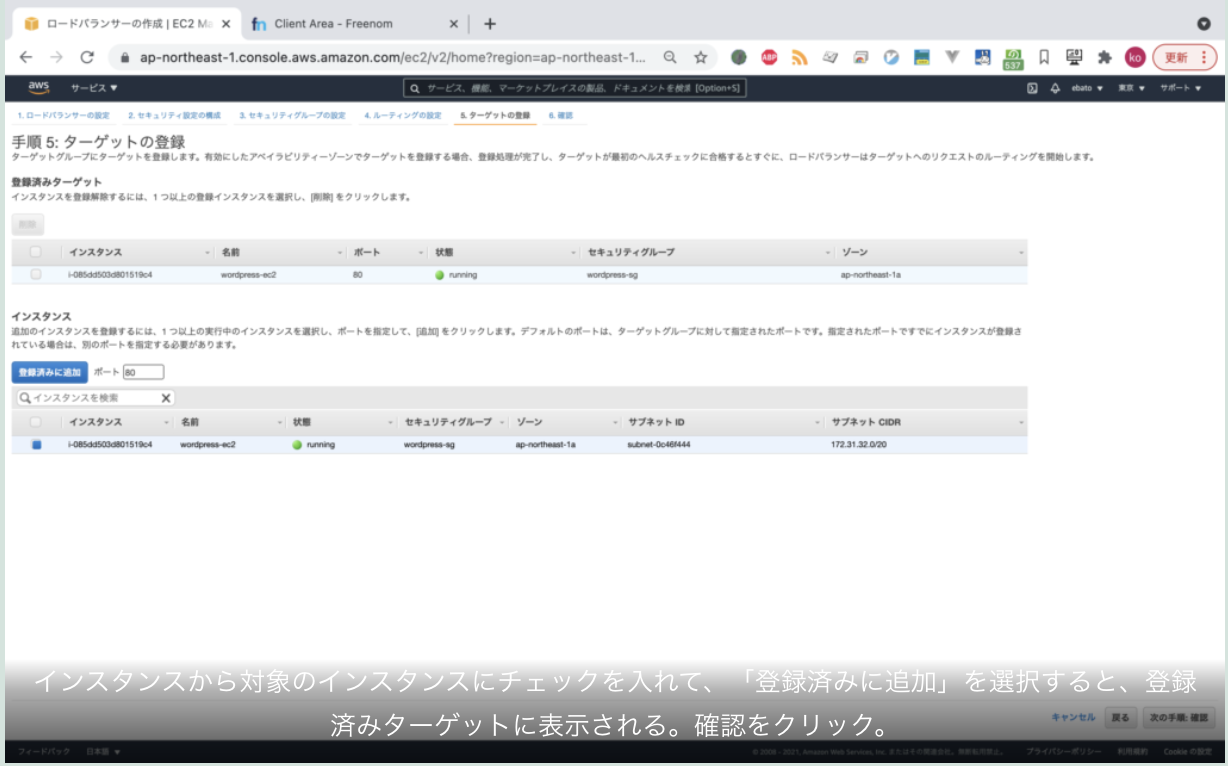 ロードバランサーの作成 | EC2 Ma
fn Client Area - Freenom
ap-northeast-1.console.aws.amazon.com/ec2/v2/home?region=ap-northeast-1...
ABP
537
ko
更新
aws サービス
サービス、機能、マーケットプレイスの製品、ドキュメントを検索 [Option+S]
ebato 東京 サポート
1. ロードバランサーの設定 2. セキュリティ設定の構成 3. セキュリティグループの設定 4. ルーティングの設定 5. ターゲットの登録 6. 確認
手順 5: ターゲットの登録
ターゲットグループにターゲットを登録します。有効にしたアベイラビリティーゾーンでターゲットを登録する場合、登録処理が完了し、ターゲットが最初のヘルスチェックに合格するとすぐに、ロードバランサーはターゲットへのリクエストのルーティングを開始します。
登録済みターゲット
インスタンスを登録解除するには、1 つ以上の登録インスタンスを選択し、[削除] をクリックします。
削除
インスタンス 名前 ポート 状態 セキュリティグループ ゾーン
i-085dd503d801519c4 wordpress-ec2 80 running wordpress-sg ap-northeast-1a
インスタンス
追加のインスタンスを登録するには、1 つ以上の実行中のインスタンスを選択し、ポートを指定して、[追加] をクリックします。デフォルトのポートは、ターゲットグループに対して指定されたポートです。指定されたポートですでにインスタンスが登録さ
れている場合は、別のポートを指定する必要があります。
登録済みに追加 ポート 80
インスタンスを検索
インスタンス 名前 状態 セキュリティグループ ゾーン サブネット ID サブネット CIDR
i-085dd503d801519c4 wordpress-ec2 running wordpress-sg ap-northeast-1a subnet-0c46f444 172.31.32.0/20
インスタンスから対象のインスタンスにチェックを入れて、「登録済みに追加」を選択すると、登録
済みターゲットに表示される。確認をクリック。
キャンセル 戻る 次の手順: 確認
フィードバック 日本語
© 2008 - 2021, Amazon Web Services, Inc. またはその関連会社。無断転用禁止。 プライバシーポリシー 利用規約 Cookie の設定